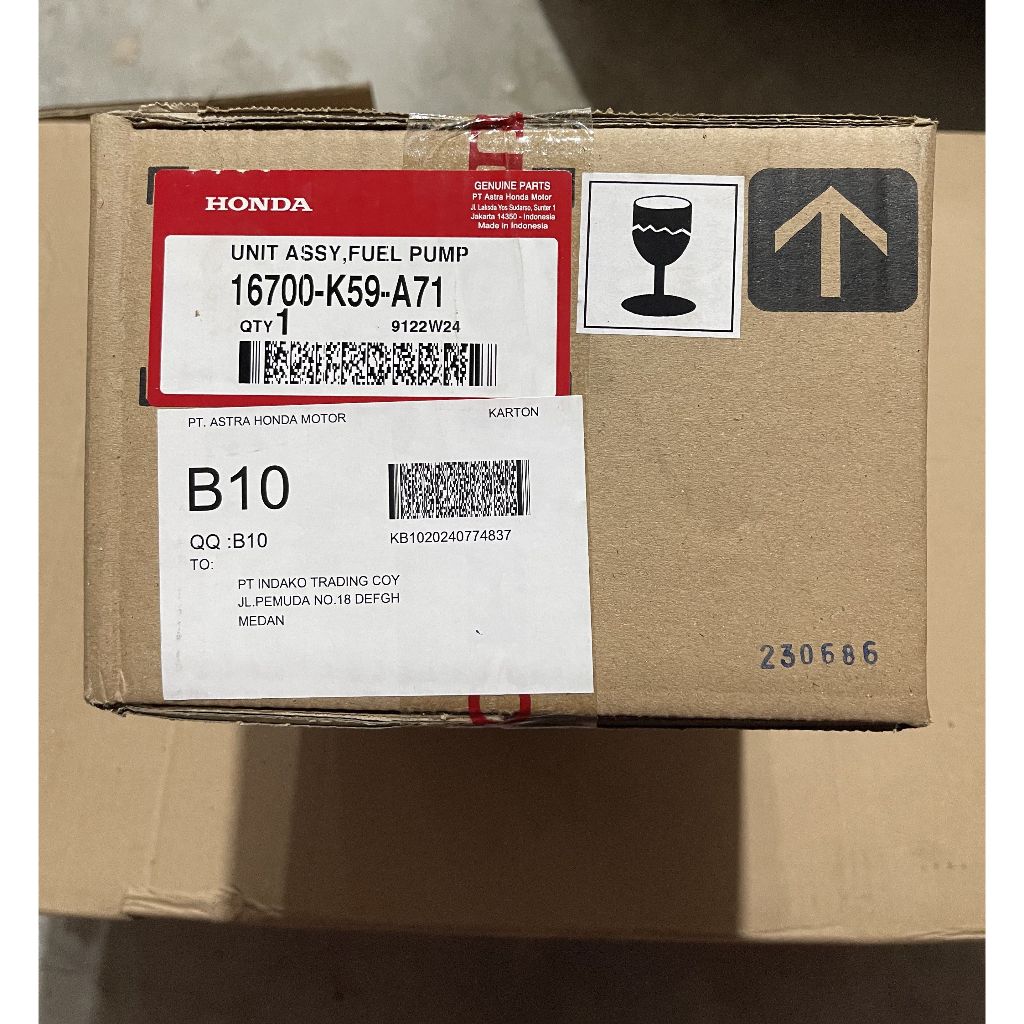 HONDA
GENUINE PARTS
PT Astra Honda Motor
Jl. Laksda Yos Sudarso, Sunter 1
Jakarta 14350 - Indonesia
Made in Indonesia
UNIT ASSY,FUEL PUMP
16700-K59-A71
QTY 1 9122W24
PT. ASTRA HONDA MOTOR KARTON
B10
QQ :B10 KB1020240774837
TO:
PT INDAKO TRADING COY
JL.PEMUDA NO.18 DEFGH
MEDAN
230686